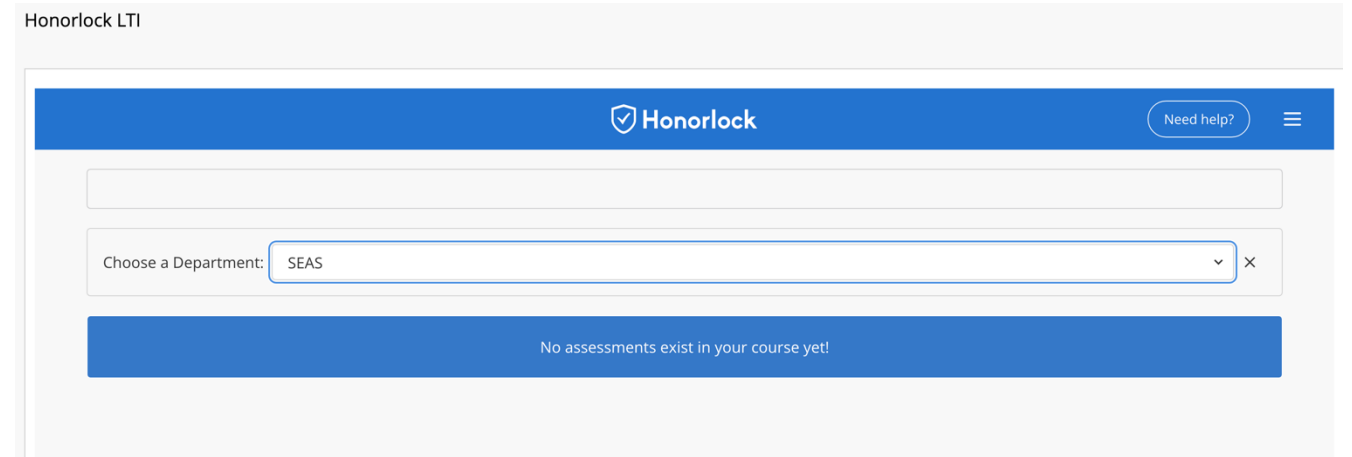 Honorlock LTI
Honorlock
Need help?
Choose a Department: SEAS
No assessments exist in your course yet!